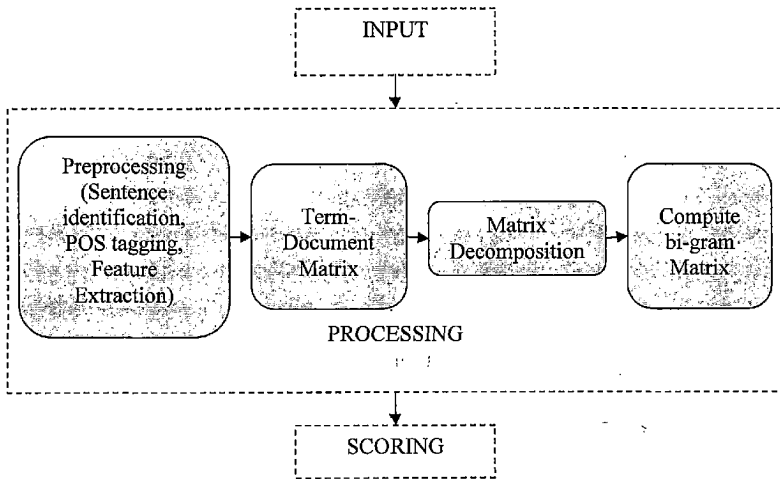 INPUT
Preprocessing
(Sentence
identification,
POS tagging,
Feature
Extraction)
Term-
Document
Matrix
Matrix
Decomposition
Compute
bi-gram
Matrix
PROCESSING
SCORING